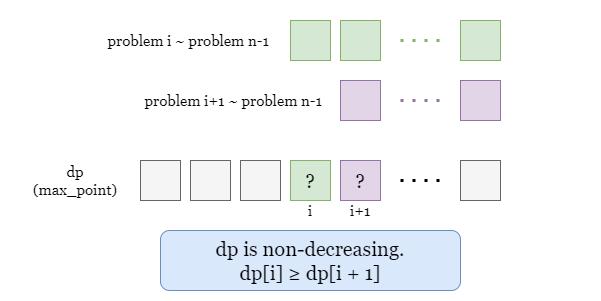 problem i ~ problem n-1
problem i+1 ~ problem n-1
dp
(max_point)
? ?
i i+1
dp is non-decreasing.
dp[i] ≥ dp[i + 1]